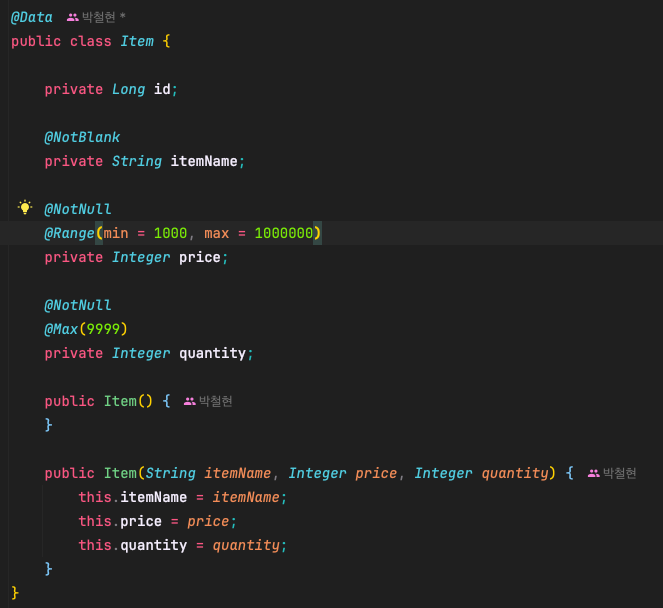 @Data 박철현 *
public class Item {
private Long id;
@NotBlank
private String itemName;
@NotNull
@Range(min = 1000, max = 1000000)
private Integer price;
@NotNull
@Max(9999)
private Integer quantity;
public Item() { 박철현
}
public Item(String itemName, Integer price, Integer quantity) { 박철현
this.itemName = itemName;
this.price = price;
this.quantity = quantity;
}
}